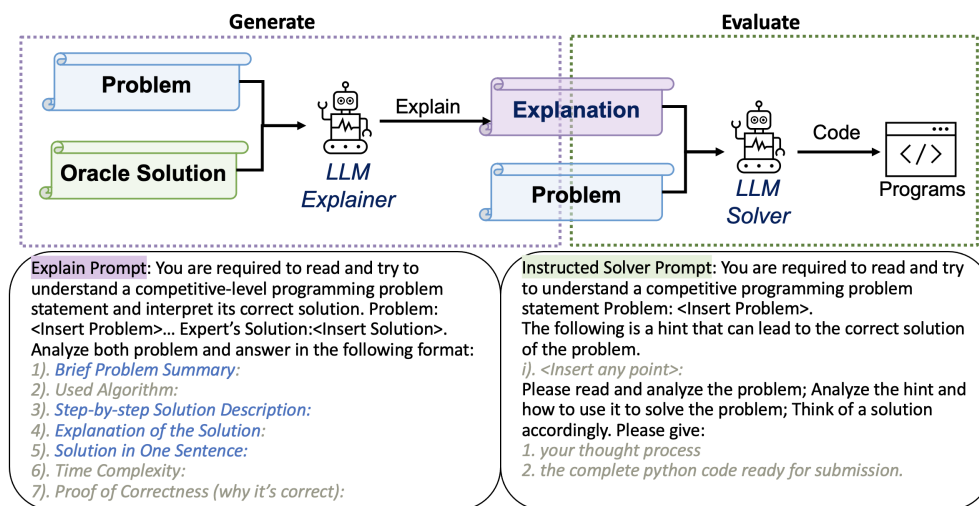 Generate
Evaluate
Problem
Oracle Solution
LLM
Explainer
Explain
Explanation
Problem
LLM
Solver
Code
</>
Programs
Explain Prompt: You are required to read and try to
understand a competitive-level programming problem
statement and interpret its correct solution. Problem:
<Insert Problem>... Expert's Solution:<Insert Solution>.
Analyze both problem and answer in the following format:
1). Brief Problem Summary:
2). Used Algorithm:
3). Step-by-step Solution Description:
4). Explanation of the Solution:
5). Solution in One Sentence:
6). Time Complexity:
7). Proof of Correctness (why it's correct):
Instructed Solver Prompt: You are required to read and try
to understand a competitive programming problem
statement Problem: <Insert Problem>.
The following is a hint that can lead to the correct solution
of the problem.
i). <Insert any point>:
Please read and analyze the problem; Analyze the hint and
how to use it to solve the problem; Think of a solution
accordingly. Please give:
1. your thought process
2. the complete python code ready for submission.